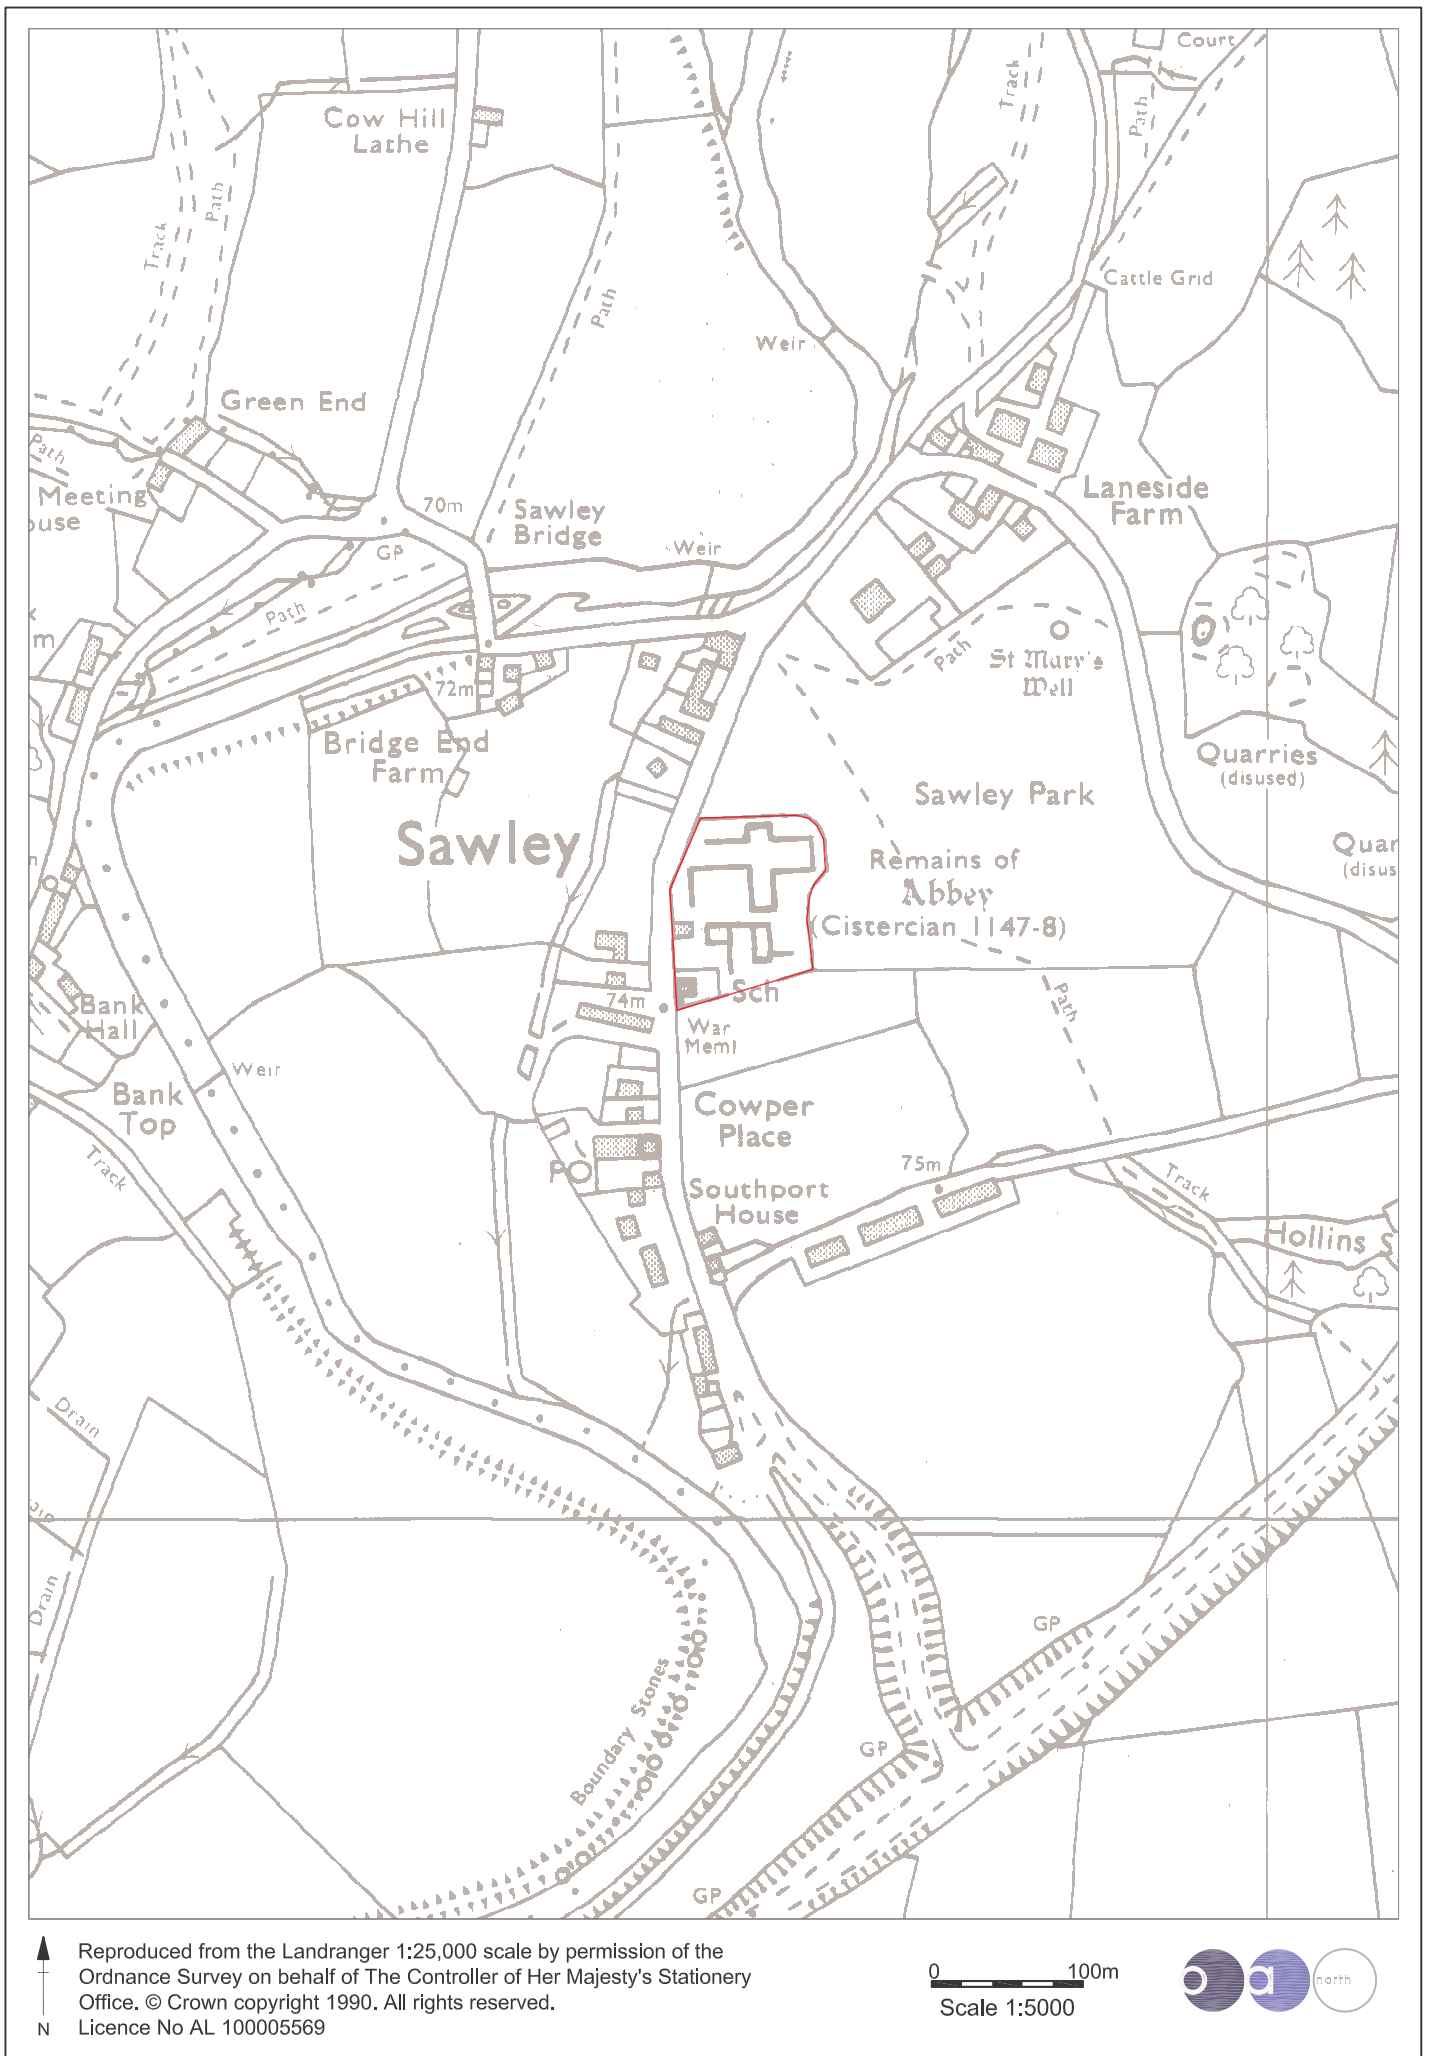 Court
Track
Path
Cow Hill
Lathe
Path
Track
Cattle Grid
Path
Weir
Green End
Path
Meeting
ouse
70m
Sawley
Bridge
Laneside
Farm
GP
Weir
Path
m
Path
St Mary's
Well
72m
Bridge End
Farm
Quarries
(disused)
Sawley Park
Sawley
Quar
(disus
Remains of
Abbey
(Cistercian 1147-8)
Sch
74m
Path
Bank
Hall
War
Meml
Weir
Bank
Top
Cowper
Place
Track
PO
75m
Track
Southport
House
Hollins S
Drain
ain
Drain
GP
Boundary Stones
GP
GP
N
Reproduced from the Landranger 1:25,000 scale by permission of the
Ordnance Survey on behalf of The Controller of Her Majesty's Stationery
Office. © Crown copyright 1990. All rights reserved.
Licence No AL 100005569
0 100m
Scale 1:5000
o a north